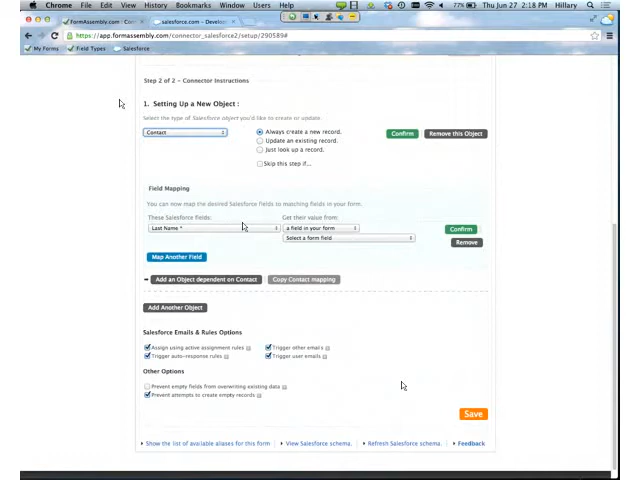 Chrome File Edit View History Bookmarks Window Users Help 77% Thu Jun 27 2:18 PM Hillary
FormAssembly.com : Con salesforce.com - Develop
https://app.formassembly.com/connector_salesforce2/setup/290589#
My Forms Field Types Salesforce
Step 2 of 2 - Connector Instructions
1. Setting Up a New Object :
Select the type of Salesforce object you'd like to create or update.
Contact Always create a new record. Confirm Remove this Object
Update an existing record.
Just look up a record.
Skip this step if...
Field Mapping
You can now map the desired Salesforce fields to matching fields in your form.
These Salesforce fields: Get their value from:
Last Name * a field in your form Confirm
Select a form field Remove
Map Another Field
Add an Object dependent on Contact Copy Contact mapping
Add Another Object
Salesforce Emails & Rules Options
Assign using active assignment rules Trigger other emails
Trigger auto-response rules Trigger user emails
Other Options
Prevent empty fields from overwriting existing data
Prevent attempts to create empty records
Save
Show the list of available aliases for this form View Salesforce schema. Refresh Salesforce schema. Feedback